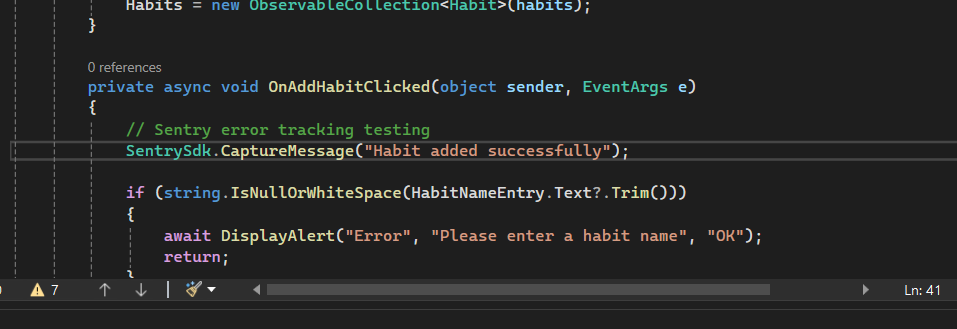 Habits = new ObservableCollection<Habit>(habits);
}
0 references
private async void OnAddHabitClicked(object sender, EventArgs e)
{
// Sentry error tracking testing
SentrySdk.CaptureMessage("Habit added successfully");
if (string.IsNullOrWhiteSpace(HabitNameEntry.Text?.Trim()))
{
await DisplayAlert("Error", "Please enter a habit name", "OK");
return;
}
7
Ln: 41